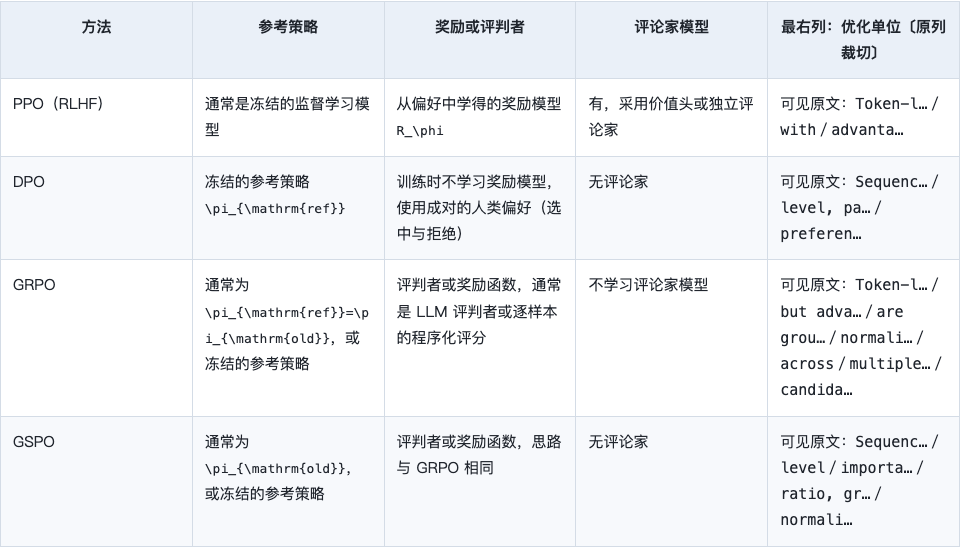 方法
参考策略
奖励或评判者
评论家模型
最右列：优化单位〔原列
裁切〕
PPO（RLHF）
通常是冻结的监督学习模
型
从偏好中学得的奖励模型
R_\phi
有，采用价值头或独立评
论家
可见原文：Token-l… /
with / advanta…
DPO
冻结的参考策略
\pi_{\mathrm{ref}}
训练时不学习奖励模型，
使用成对的人类偏好（选
中与拒绝）
无评论家
可见原文：Sequenc… /
level, pa… /
preferen…
GRPO
通常为
\pi_{\mathrm{ref}}=\p
i_{\mathrm{old}}，或
冻结的参考策略
评判者或奖励函数，通常
是 LLM 评判者或逐样本
的程序化评分
不学习评论家模型
可见原文：Token-l… /
but adva… / are
grou… / normali… /
across / multiple… /
candida…
GSPO
通常为
\pi_{\mathrm{old}}，
或冻结的参考策略
评判者或奖励函数，思路
与 GRPO 相同
无评论家
可见原文：Sequenc… /
level / importa… /
ratio, gr… /
normali…